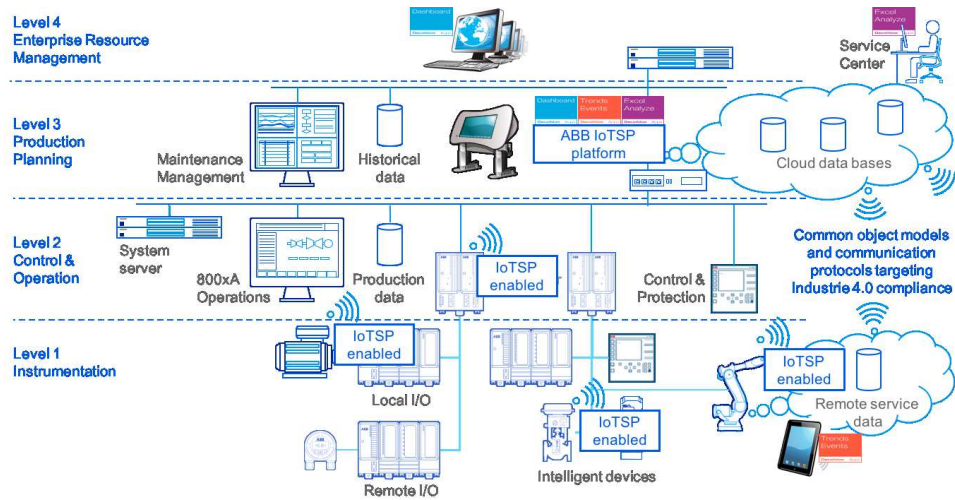 Level 4
Enterprise Resource
Management
Dashboard
Excel
Analyze
Service
Center
Level 3
Production
Planning
Maintenance
Management
Historical
data
Dashboard
Trends
Events
Excel
Analyze
ABB IoTSP
platform
Cloud data bases
Level 2
Control &
Operation
System
server
800xA
Operations
Production
data
IoTSP
enabled
Control &
Protection
Common object models
and communication
protocols targeting
Industrie 4.0 compliance
Level 1
Instrumentation
IoTSP
enabled
Local I/O
Remote I/O
IoTSP
enabled
Intelligent devices
IoTSP
enabled
Remote service
data
Trends
Events